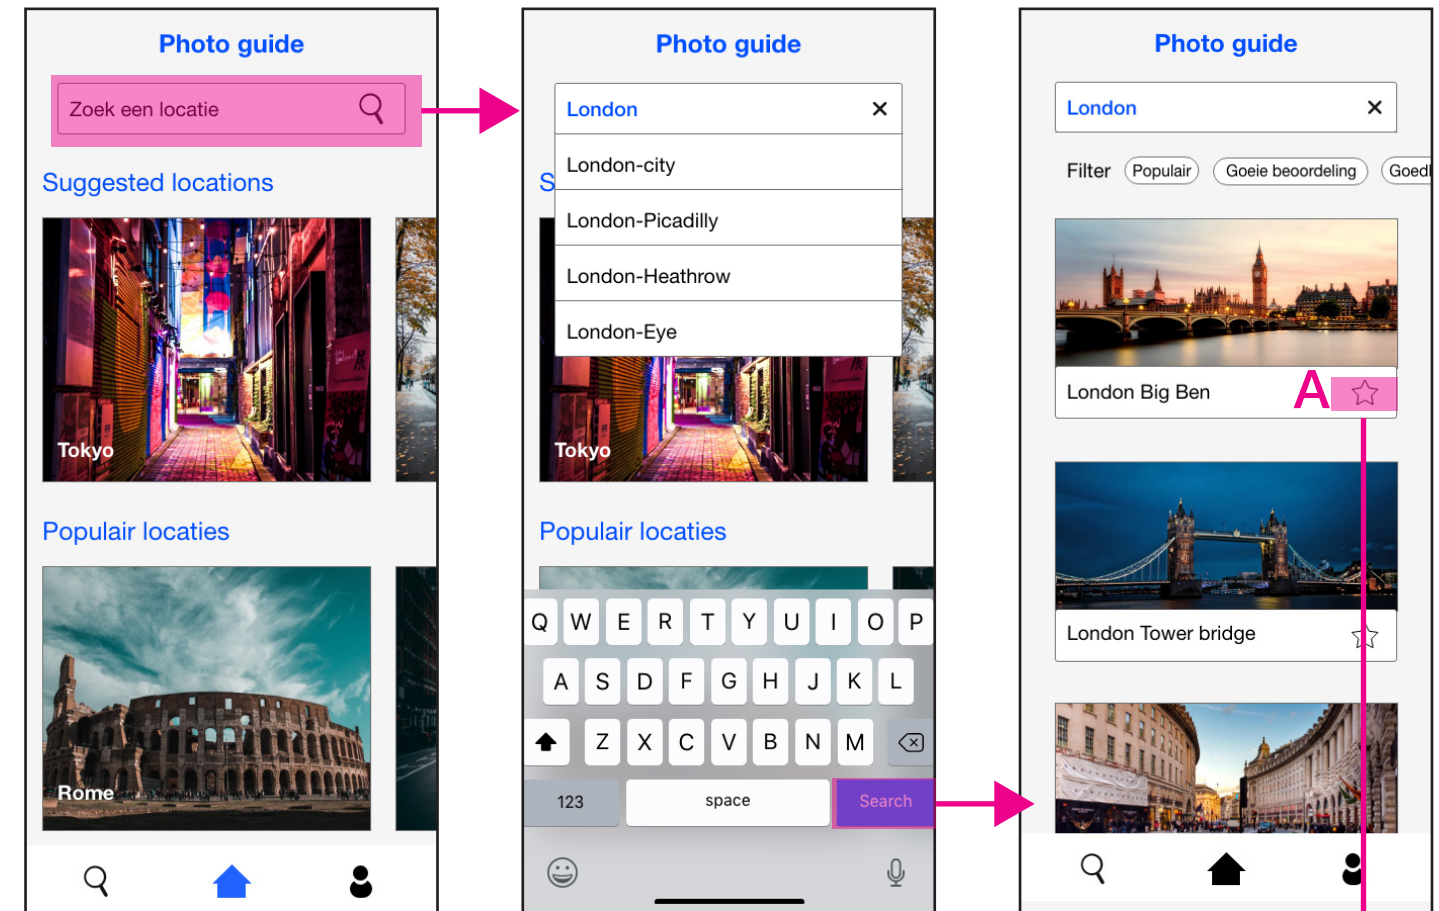 Photo guide
Zoek een locatie
Suggested locations
Tokyo
Populair locaties
Rome
Photo guide
London
London-city
S
London-Picadilly
London-Heathrow
London-Eye
Tokyo
Populair locaties
Q W E R T Y U I O P
A S D F G H J K L
Z X C V B N M
123 space Search
Photo guide
London
Filter Populair Goeie beoordeling Goed
London Big Ben A
London Tower bridge